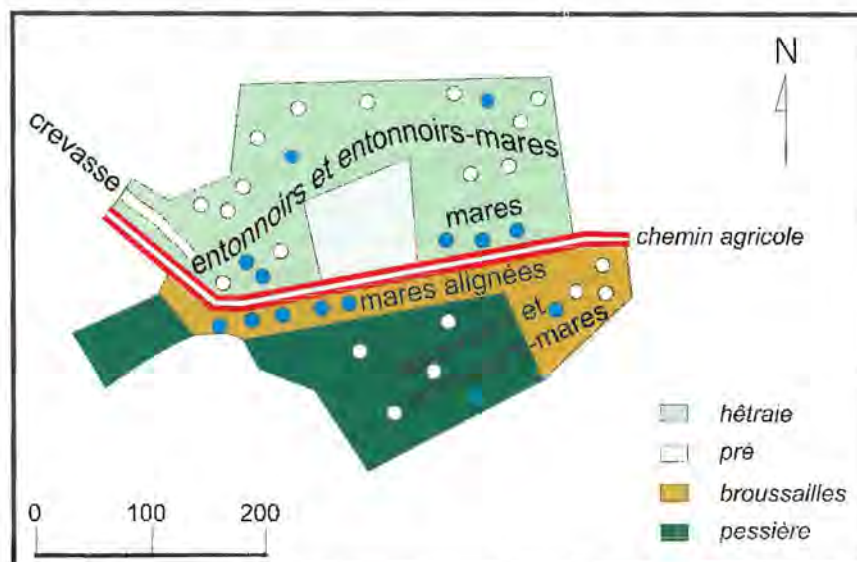 N
crevasse
entonnoirs et entonnoirs-mares
mares
chemin agricole
mares alignées
et
-mares
hêtraie
pré
broussailles
pessière
0 100 200